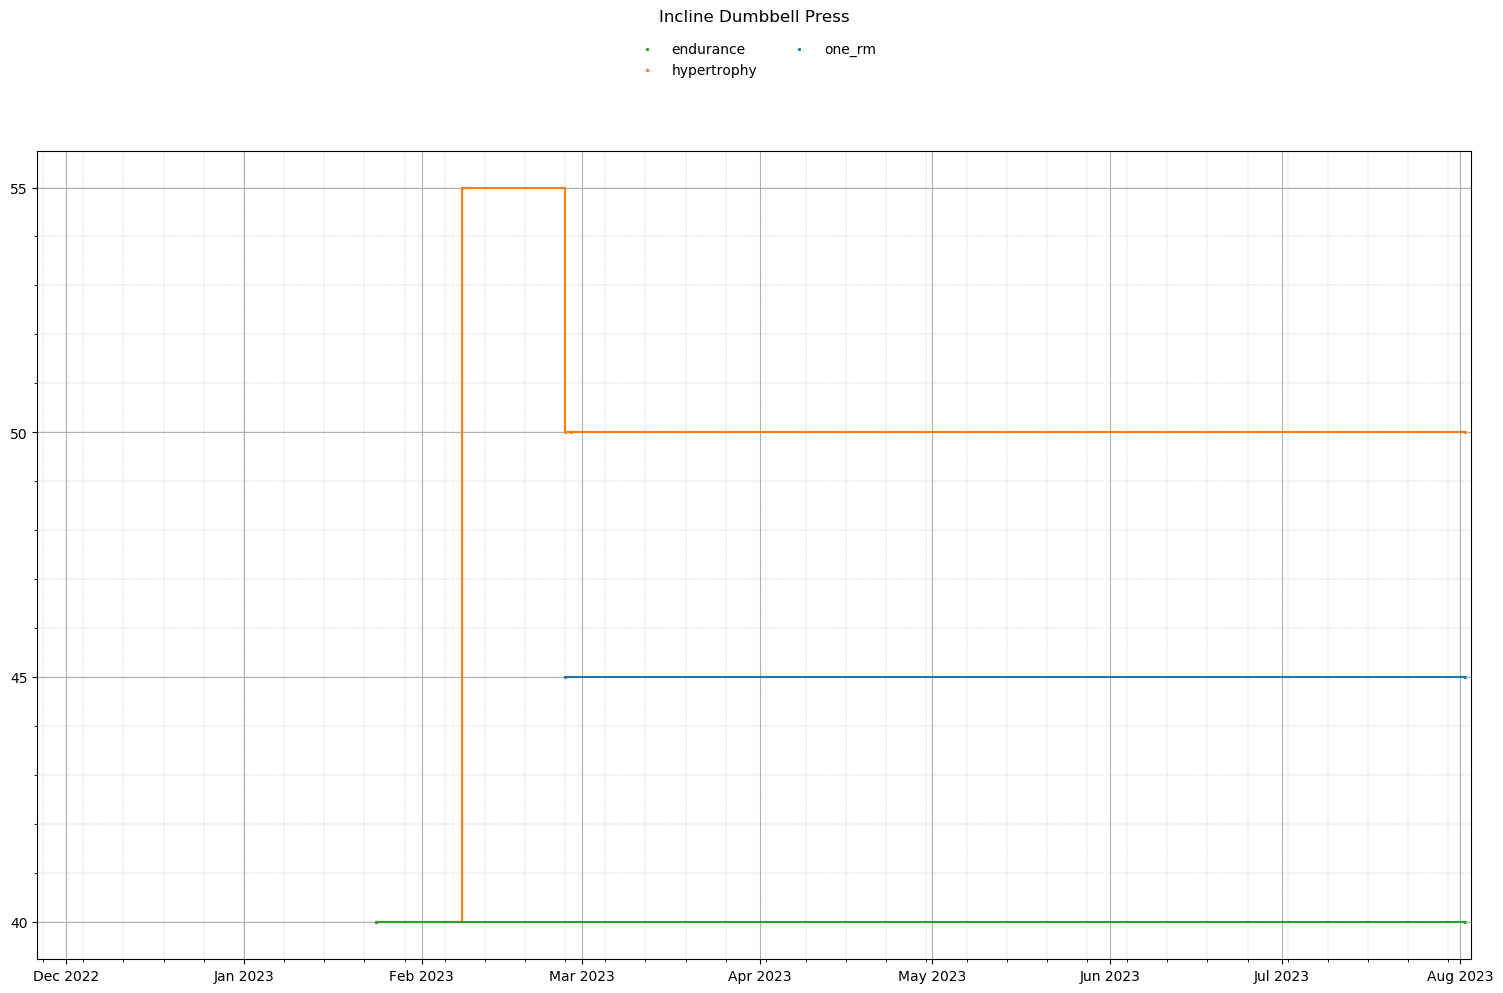 Incline Dumbbell Press
endurance
hypertrophy
one_rm
55
50
45
40
Dec 2022
Jan 2023
Feb 2023
Mar 2023
Apr 2023
May 2023
Jun 2023
Jul 2023
Aug 2023